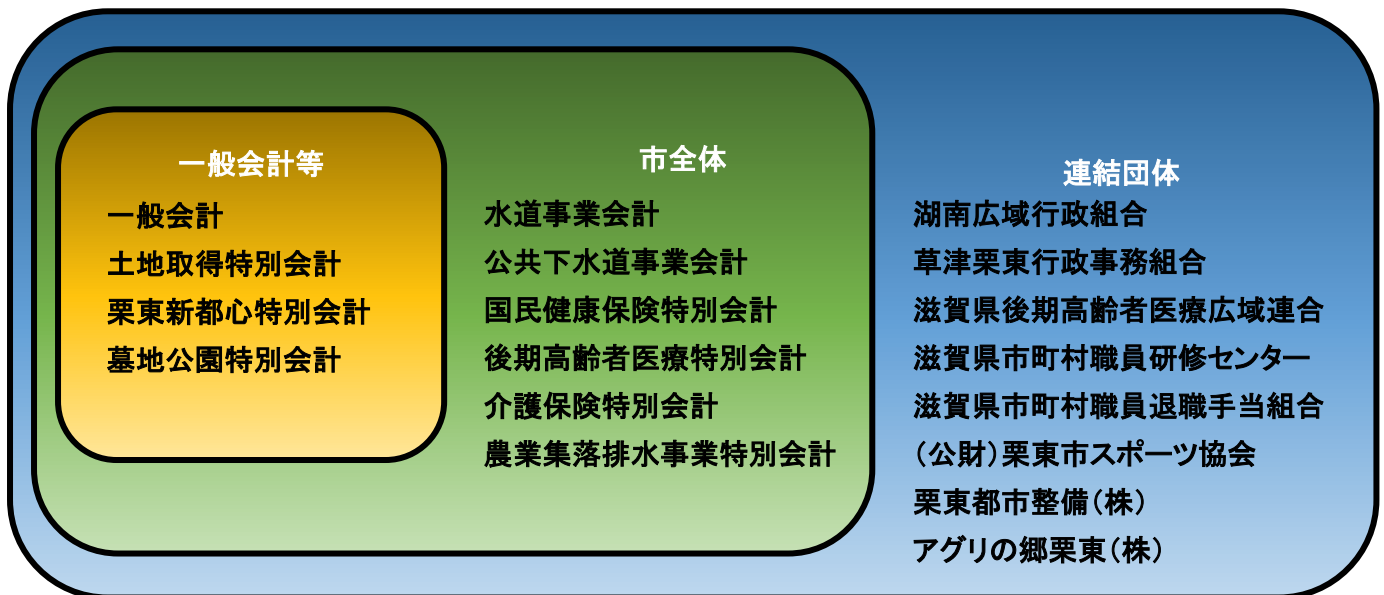 一般会計等
一般会計
土地取得特別会計
栗東新都心特別会計
墓地公園特別会計
市全体
水道事業会計
公共下水道事業会計
国民健康保険特別会計
後期高齢者医療特別会計
介護保険特別会計
農業集落排水事業特別会計
連結団体
湖南広域行政組合
草津栗東行政事務組合
滋賀県後期高齢者医療広域連合
滋賀県市町村職員研修センター
滋賀県市町村職員退職手当組合
（公財）栗東市スポーツ協会
栗東都市整備（株）
アグリの郷栗東（株）